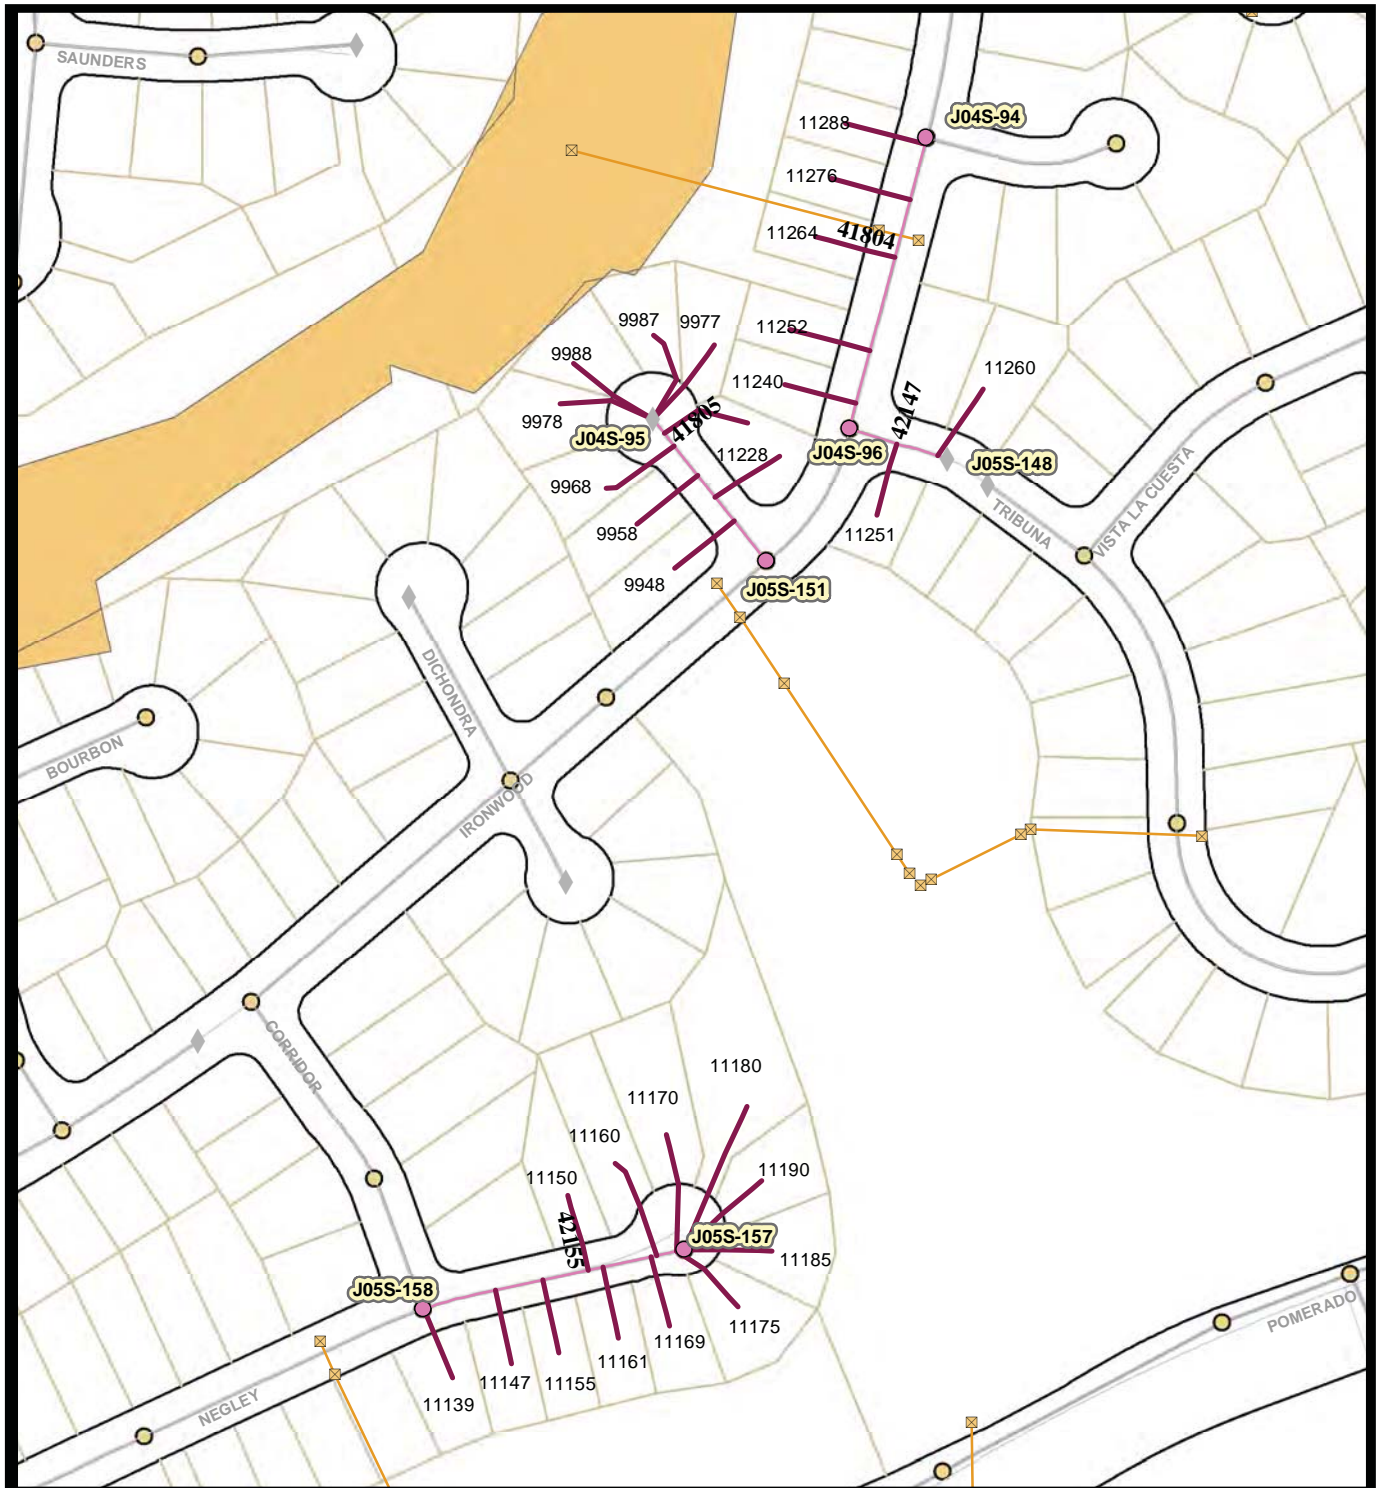 SAUNDERS
J04S-94
11288
11276
11264
41804
9987
9977
11252
9988
11240
11260
9978
41805
42147
J04S-95
11228
J04S-96
J05S-148
9968
VISTA LA CUESTA
9958
TRIBUNA
11251
9948
J05S-151
DICHONDRA
BOURBON
IRONWOOD
CORRIDOR
11180
11170
11160
11190
11150
42155
J05S-157
11185
J05S-158
POMERADO
11175
11169
11161
11147
11155
11139
NEGLEY